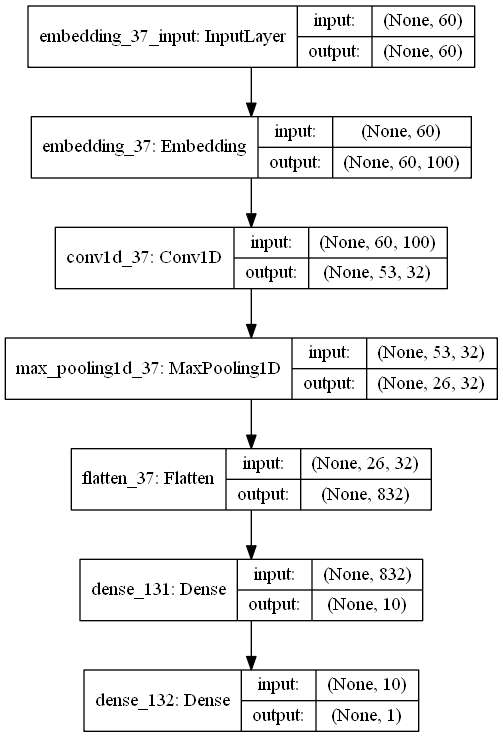 embedding_37_input: InputLayer
input: (None, 60)
output: (None, 60)
embedding_37: Embedding
input: (None, 60)
output: (None, 60, 100)
conv1d_37: Conv1D
input: (None, 60, 100)
output: (None, 53, 32)
max_pooling1d_37: MaxPooling1D
input: (None, 53, 32)
output: (None, 26, 32)
flatten_37: Flatten
input: (None, 26, 32)
output: (None, 832)
dense_131: Dense
input: (None, 832)
output: (None, 10)
dense_132: Dense
input: (None, 10)
output: (None, 1)